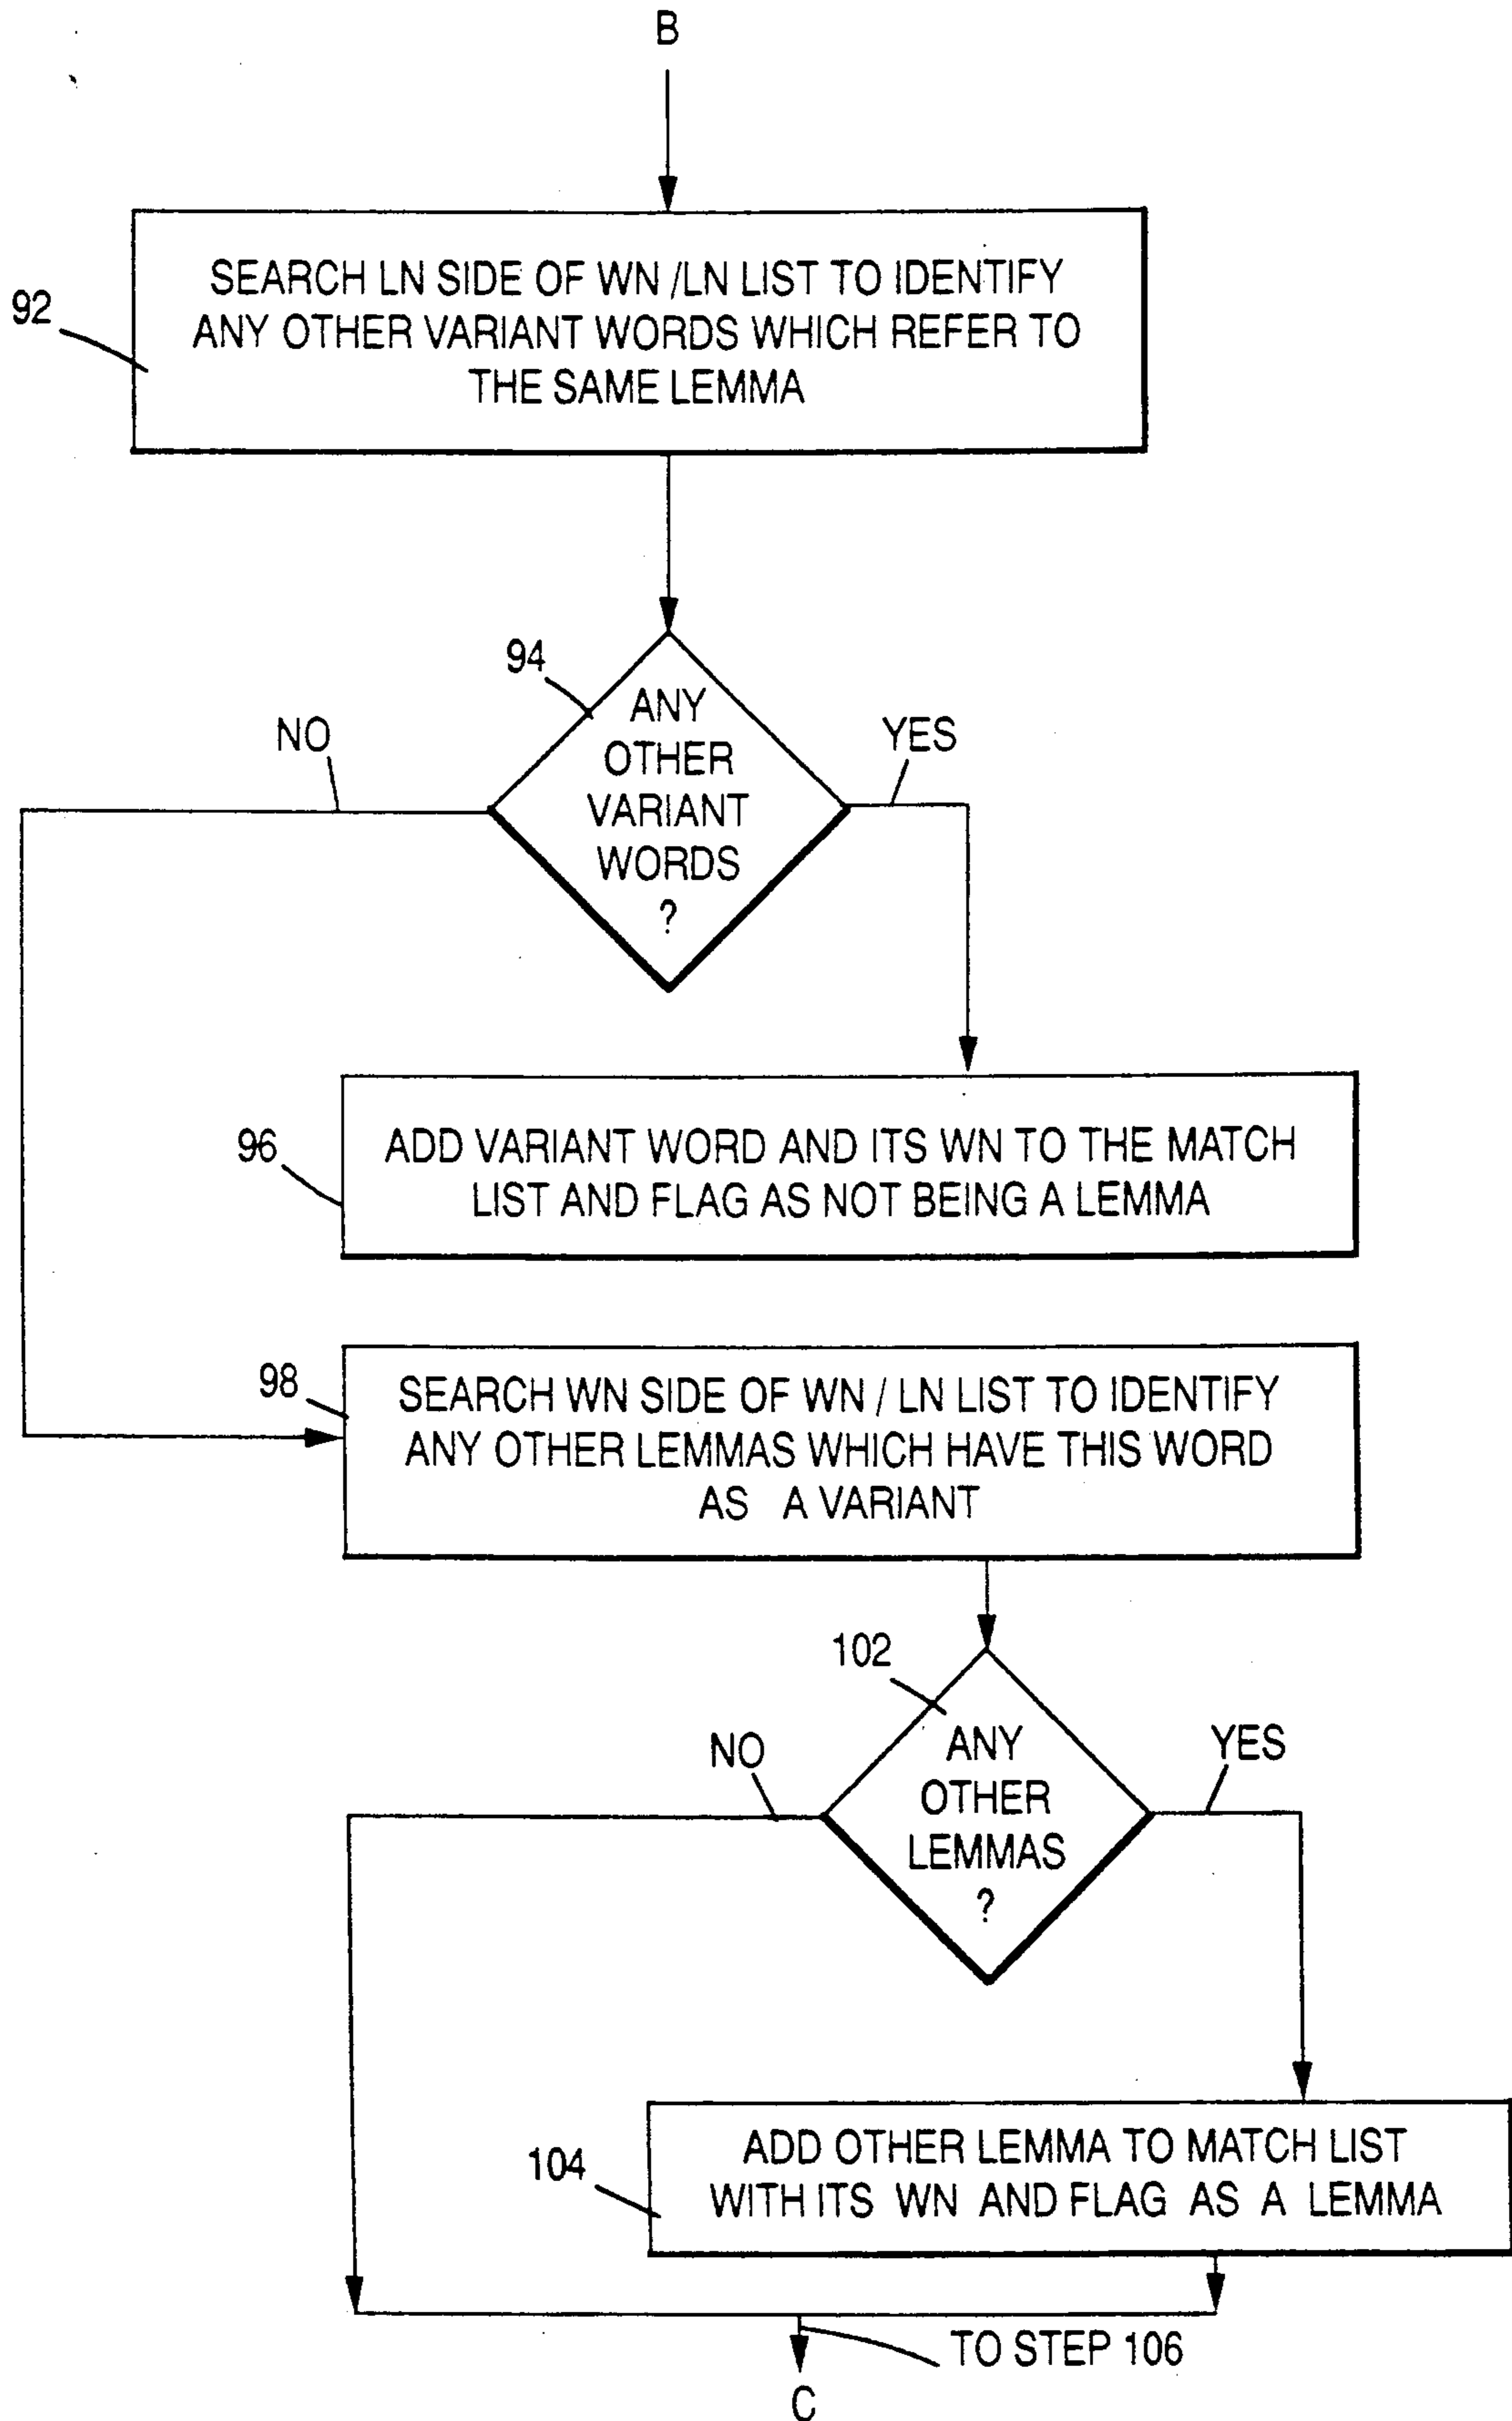 B
SEARCH LN SIDE OF WN /LN LIST TO IDENTIFY
ANY OTHER VARIANT WORDS WHICH REFER TO
THE SAME LEMMA
92
94
ANY
OTHER
VARIANT
WORDS
?
NO
YES
96
ADD VARIANT WORD AND ITS WN TO THE MATCH
LIST AND FLAG AS NOT BEING A LEMMA
98
SEARCH WN SIDE OF WN / LN LIST TO IDENTIFY
ANY OTHER LEMMAS WHICH HAVE THIS WORD
AS A VARIANT
102
ANY
OTHER
LEMMAS
?
NO
YES
104
ADD OTHER LEMMA TO MATCH LIST
WITH ITS WN AND FLAG AS A LEMMA
TO STEP 106
C